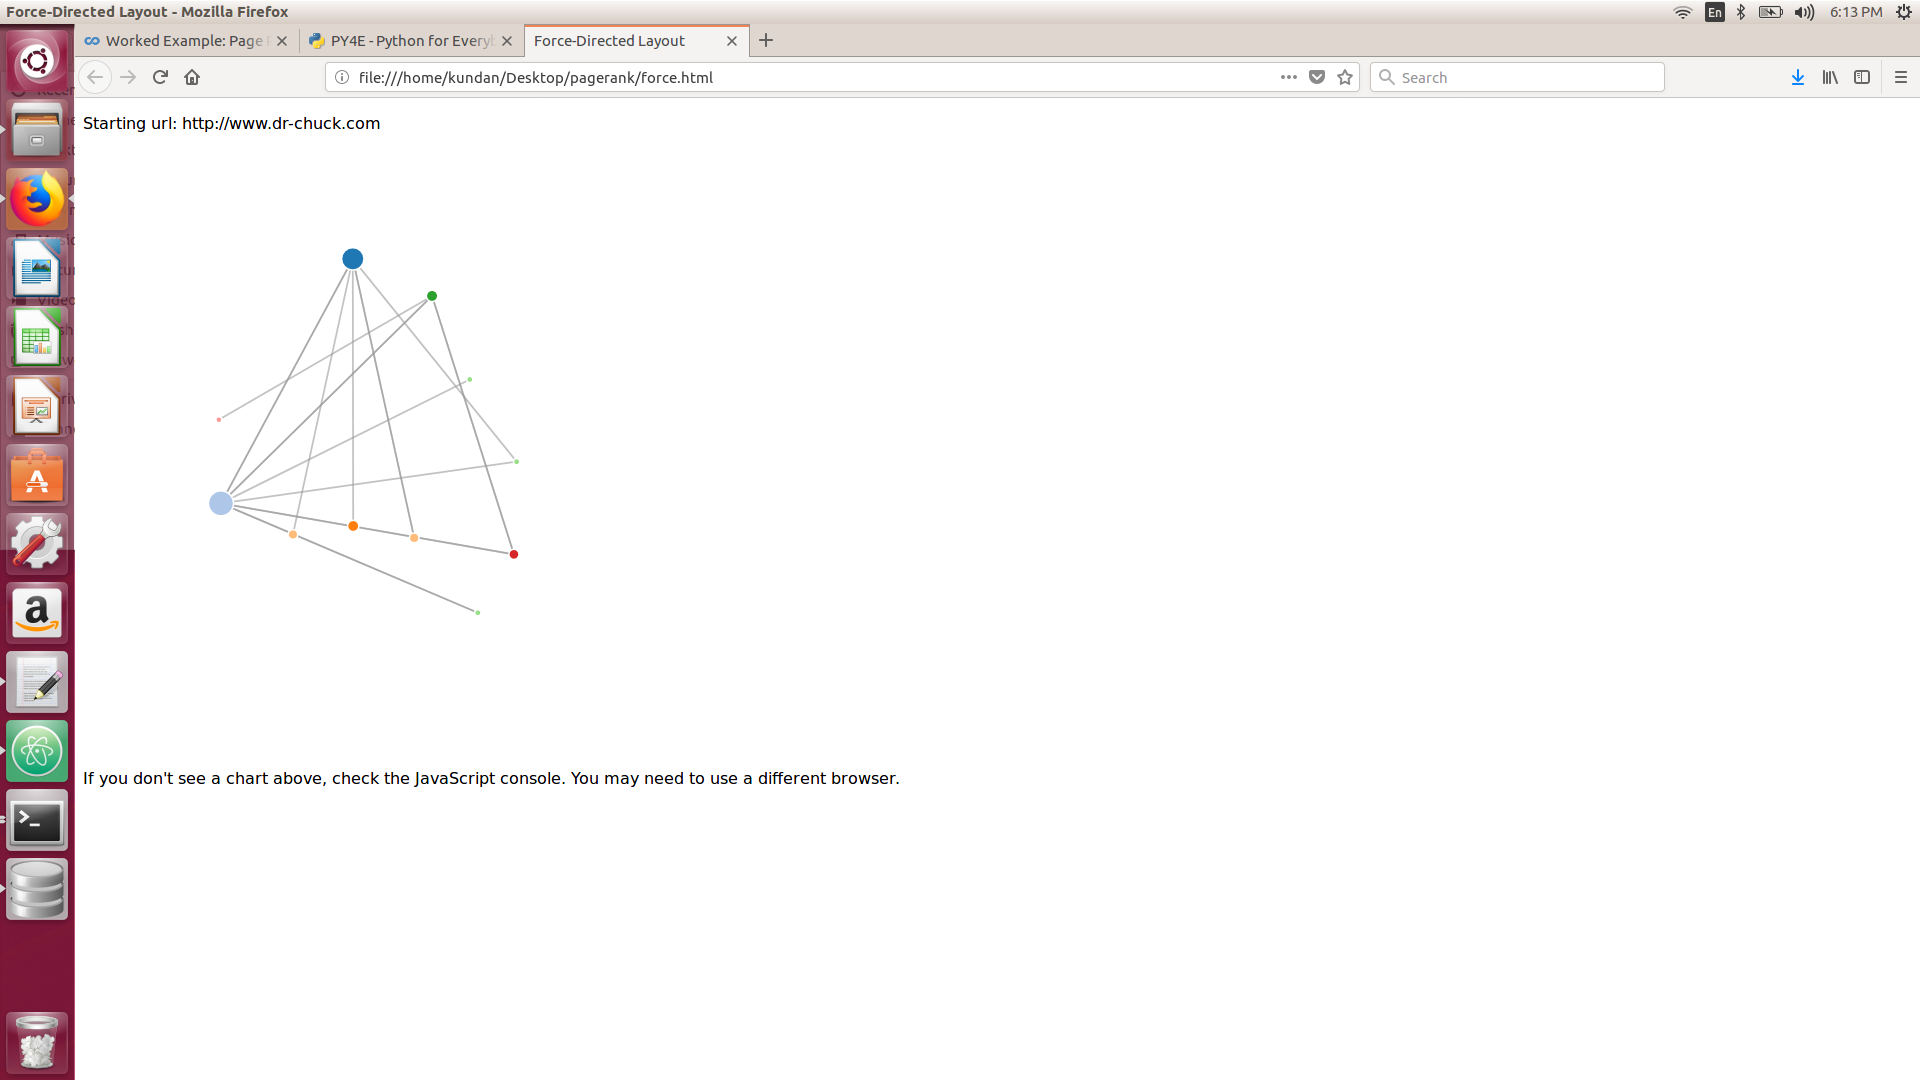 Force-Directed Layout - Mozilla Firefox
En
6:13 PM
Worked Example: Page
PY4E - Python for Everyb
Force-Directed Layout
file:///home/kundan/Desktop/pagerank/force.html
Search
Starting url: http://www.dr-chuck.com
If you don't see a chart above, check the JavaScript console. You may need to use a different browser.